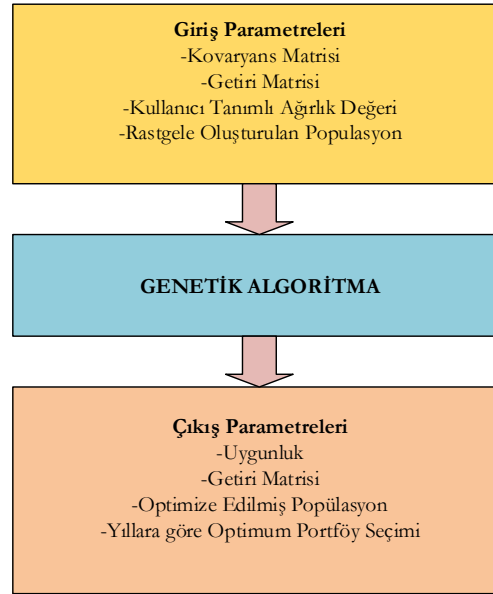 Giriş Parametreleri
-Kovaryans Matrisi
-Getiri Matrisi
-Kullanıcı Tanımlı Ağırlık Değeri
-Rastgele Oluşturulan Populasyon
GENETİK ALGORİTMA
Çıkış Parametreleri
-Uygunluk
-Getiri Matrisi
-Optimize Edilmiş Popülasyon
-Yıllara göre Optimum Portföy Seçimi